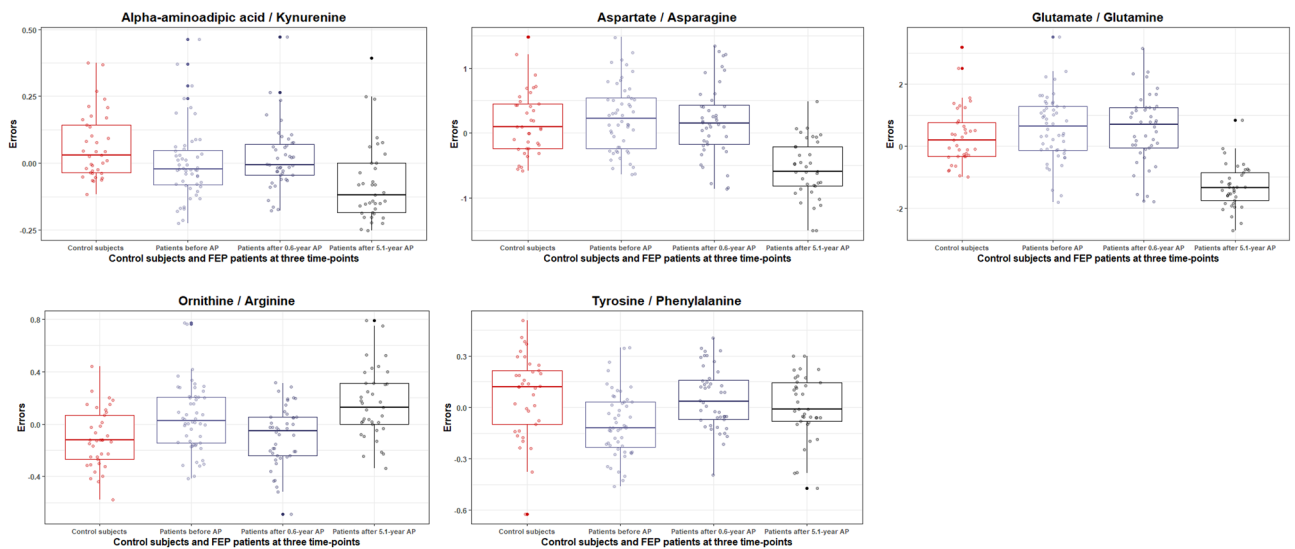 Alpha-aminoadipic acid / Kynurenine
Errors
0.50
0.25
0.00
-0.25
Control subjects
Patients before AP
Patients after 0.6-year AP
Patients after 5.1-year AP
Control subjects and FEP patients at three time-points
Aspartate / Asparagine
Errors
1
0
-1
Control subjects
Patients before AP
Patients after 0.6-year AP
Patients after 5.1-year AP
Control subjects and FEP patients at three time-points
Glutamate / Glutamine
Errors
2
0
-2
Control subjects
Patients before AP
Patients after 0.6-year AP
Patients after 5.1-year AP
Control subjects and FEP patients at three time-points
Ornithine / Arginine
Errors
0.8
0.4
0.0
-0.4
Control subjects
Patients before AP
Patients after 0.6-year AP
Patients after 5.1-year AP
Control subjects and FEP patients at three time-points
Tyrosine / Phenylalanine
Errors
0.3
0.0
-0.3
-0.6
Control subjects
Patients before AP
Patients after 0.6-year AP
Patients after 5.1-year AP
Control subjects and FEP patients at three time-points